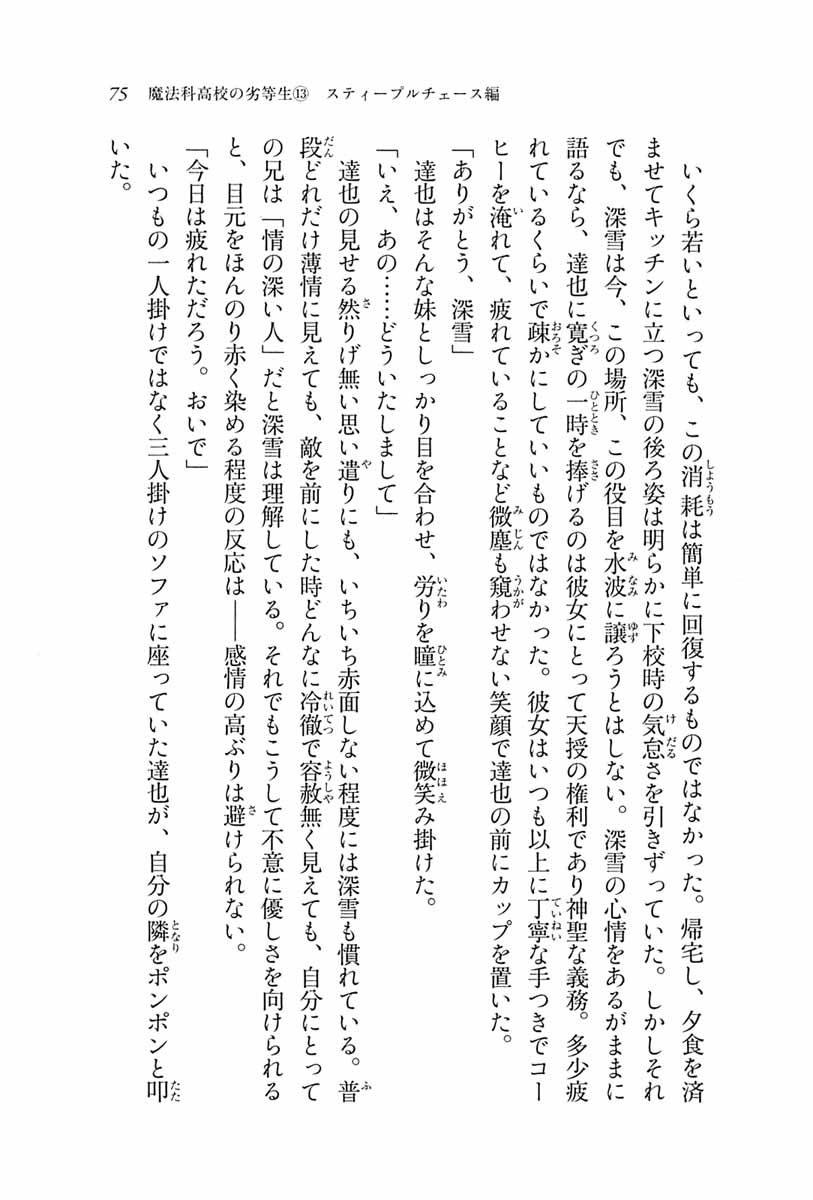 75 魔法科高校の劣等生⑬ スティープルチェース編
　いくら若いといっても、この消耗は簡単に回復するものではなかった。帰宅し、夕食を済
ませてキッチンに立つ深雪の後ろ姿は明らかに下校時の気怠さを引きずっていた。しかしそれ
でも、深雪は今、この場所、この役目を水波に譲ろうとはしない。深雪の心情をあるがままに
語るなら、達也に寛ぎの一時を捧げるのは彼女にとって天授の権利であり神聖な義務。多少疲
れているくらいで疎かにしていいものではなかった。彼女はいつも以上に丁寧な手つきでコー
ヒーを淹れて、疲れていることなど微塵も窺わせない笑顔で達也の前にカップを置いた。
「ありがとう、深雪」
　達也はそんな妹としっかり目を合わせ、労りを瞳に込めて微笑み掛けた。
「いえ、あの……どういたしまして」
　達也の見せる然りげ無い思い遣りにも、いちいち赤面しない程度には深雪も慣れている。普
段どれだけ薄情に見えても、敵を前にした時どんなに冷徹で容赦無く見えても、自分にとって
の兄は「情の深い人」だと深雪は理解している。それでもこうして不意に優しさを向けられる
と、目元をほんのり赤く染める程度の反応は――感情の高ぶりは避けられない。
「今日は疲れただろう。おいで」
　いつもの一人掛けではなく三人掛けのソファに座っていた達也が、自分の隣をポンポンと叩
いた。